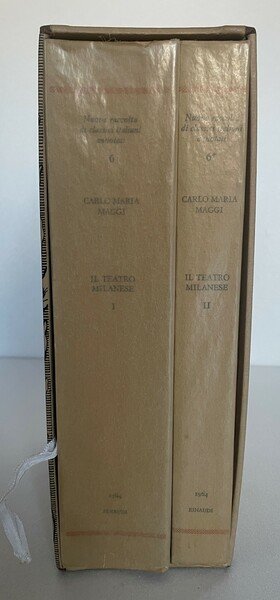 Nuova raccolta
di classici italiani
annotati
6
CARLO MARIA
MAGGI
IL TEATRO
MILANESE
I
1964
EINAUDI
Nuova raccolta
di classici italiani
annotati
6*
CARLO MARIA
MAGGI
IL TEATRO
MILANESE
II
1964
EINAUDI